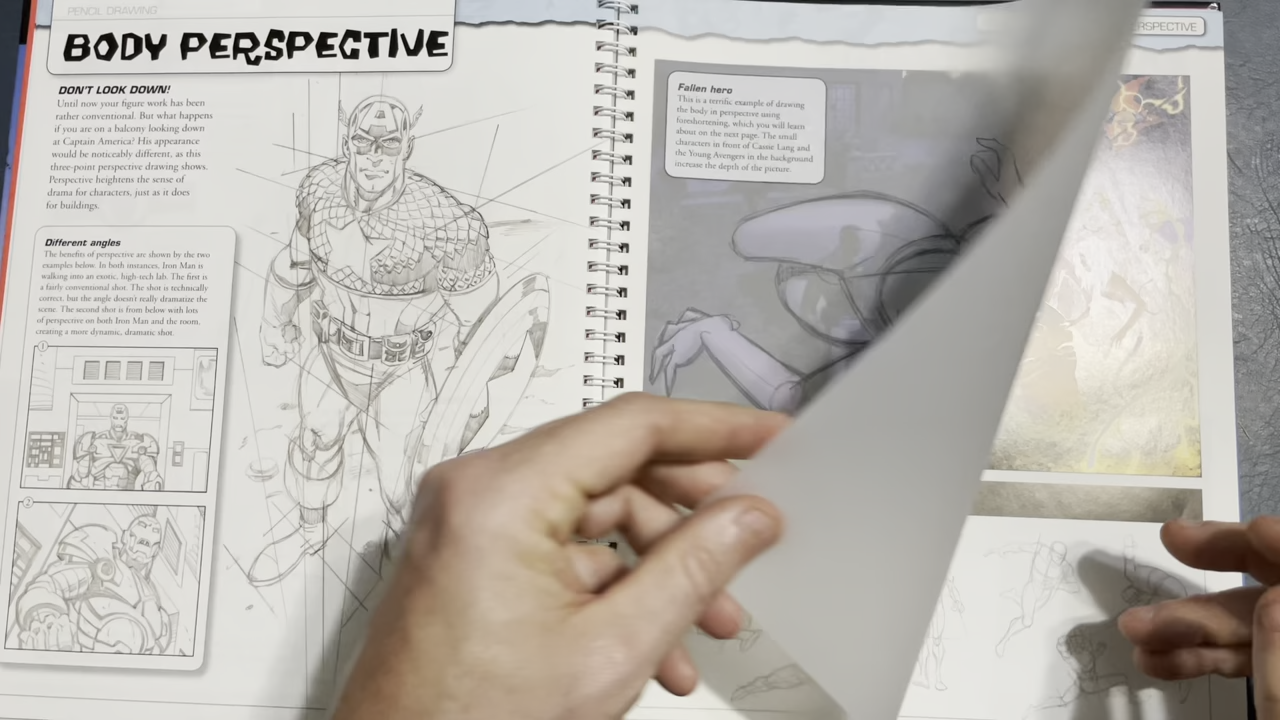 PENCIL DRAWING
BODY PERSPECTIVE
DON'T LOOK DOWN!
Until now your figure work has been
rather conventional. But what happens
if you are on a balcony looking down
at Captain America? His appearance
would be noticeably different, as this
three-point perspective drawing shows.
Perspective heightens the sense of
drama for characters, just as it does
for buildings.
Different angles
The benefits of perspective are shown by the two
examples below. In both instances, Iron Man is
walking into an exotic, high-tech lab. The first is
a fairly conventional shot. The shot is technically
correct, but the angle doesn't really dramatize the
scene. The second shot is from below with lots
of perspective on both Iron Man and the room,
creating a more dynamic, dramatic shot.
1
2
PERSPECTIVE
Fallen hero
This is a terrific example of drawing
the body in perspective using
foreshortening, which you will learn
about on the next page. The small
characters in front of Cassie Lang and
the Young Avengers in the background
increase the depth of the picture.